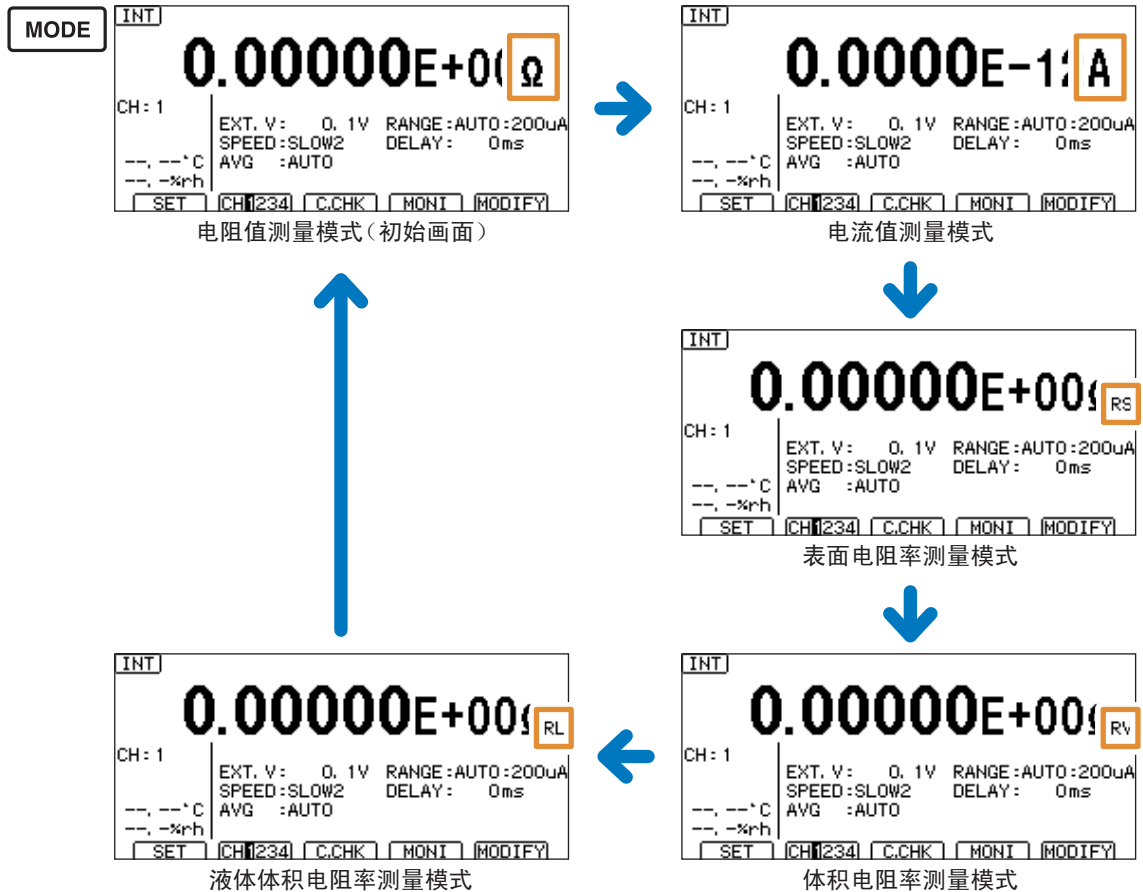 MODE
INT
0.00000E+00 Ω
CH: 1
EXT. V: 0. 1V RANGE:AUTO:200uA
SPEED:SLOW2 DELAY: 0ms
--. --°C AVG :AUTO
--. -%rh
SET CH1234 C.CHK MONI MODIFY
电阻值测量模式（初始画面）
INT
0.0000E-12 A
CH: 1
EXT. V: 0. 1V RANGE:AUTO:200uA
SPEED:SLOW2 DELAY: 0ms
--. --°C AVG :AUTO
--. -%rh
SET CH1234 C.CHK MONI MODIFY
电流值测量模式
INT
0.00000E+00Ω RS
CH: 1
EXT. V: 0. 1V RANGE:AUTO:200uA
SPEED:SLOW2 DELAY: 0ms
--. --°C AVG :AUTO
--. -%rh
SET CH1234 C.CHK MONI MODIFY
表面电阻率测量模式
INT
0.00000E+00Ω RL
CH: 1
EXT. V: 0. 1V RANGE:AUTO:200uA
SPEED:SLOW2 DELAY: 0ms
--. --°C AVG :AUTO
--. -%rh
SET CH1234 C.CHK MONI MODIFY
液体体积电阻率测量模式
INT
0.00000E+00Ω RV
CH: 1
EXT. V: 0. 1V RANGE:AUTO:200uA
SPEED:SLOW2 DELAY: 0ms
--. --°C AVG :AUTO
--. -%rh
SET CH1234 C.CHK MONI MODIFY
体积电阻率测量模式